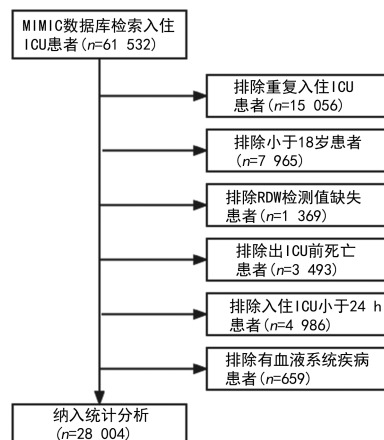 MIMIC数据库检索入住
ICU患者(n=61 532)
排除重复入住ICU
患者(n=15 056)
排除小于18岁患者
(n=7 965)
排除RDW检测值缺失
患者(n=1 369)
排除出ICU前死亡
患者(n=3 493)
排除入住ICU小于24 h
患者(n=4 986)
排除有血液系统疾病
患者(n=659)
纳入统计分析
(n=28 004)